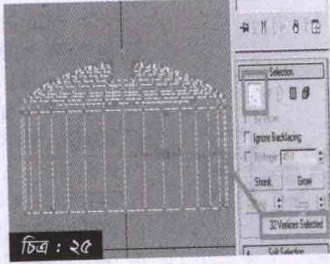 Selection
Ignore Backfacing
Shrink Grow
32 Vertices Selected
Soft Selection
চিত্র : ২৫